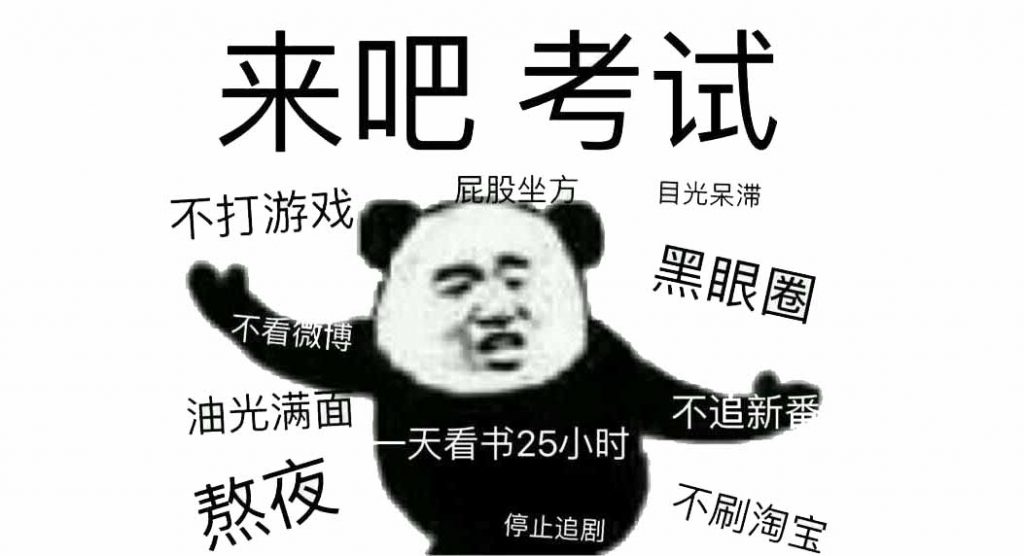 来吧 考试
屁股坐方
目光呆滞
不打游戏
黑眼圈
不看微博
油光满面
不追新番
一天看书25小时
熬夜
不刷淘宝
停止追剧